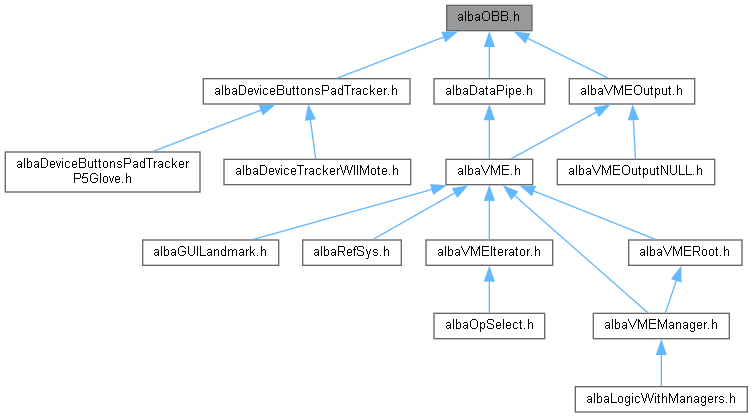 albaOBB.h
albaDeviceButtonsPadTracker.h
albaDataPipe.h
albaVMEOutput.h
albaDeviceButtonsPadTracker
P5Glove.h
albaDeviceTrackerWIIMote.h
albaVME.h
albaVMEOutputNULL.h
albaGUILandmark.h
albaRefSys.h
albaVMEIterator.h
albaVMERoot.h
albaOpSelect.h
albaVMEManager.h
albaLogicWithManagers.h